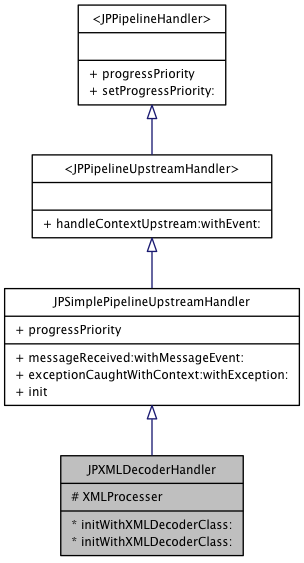 <JPPipelineHandler>
+ progressPriority
+ setProgressPriority:
<JPPipelineUpstreamHandler>
+ handleContextUpstream:withEvent:
JPSimplePipelineUpstreamHandler
+ progressPriority
+ messageReceived:withMessageEvent:
+ exceptionCaughtWithContext:withException:
+ init
JPXMLDecoderHandler
# XMLProcesser
* initWithXMLDecoderClass:
* initWithXMLDecoderClass: